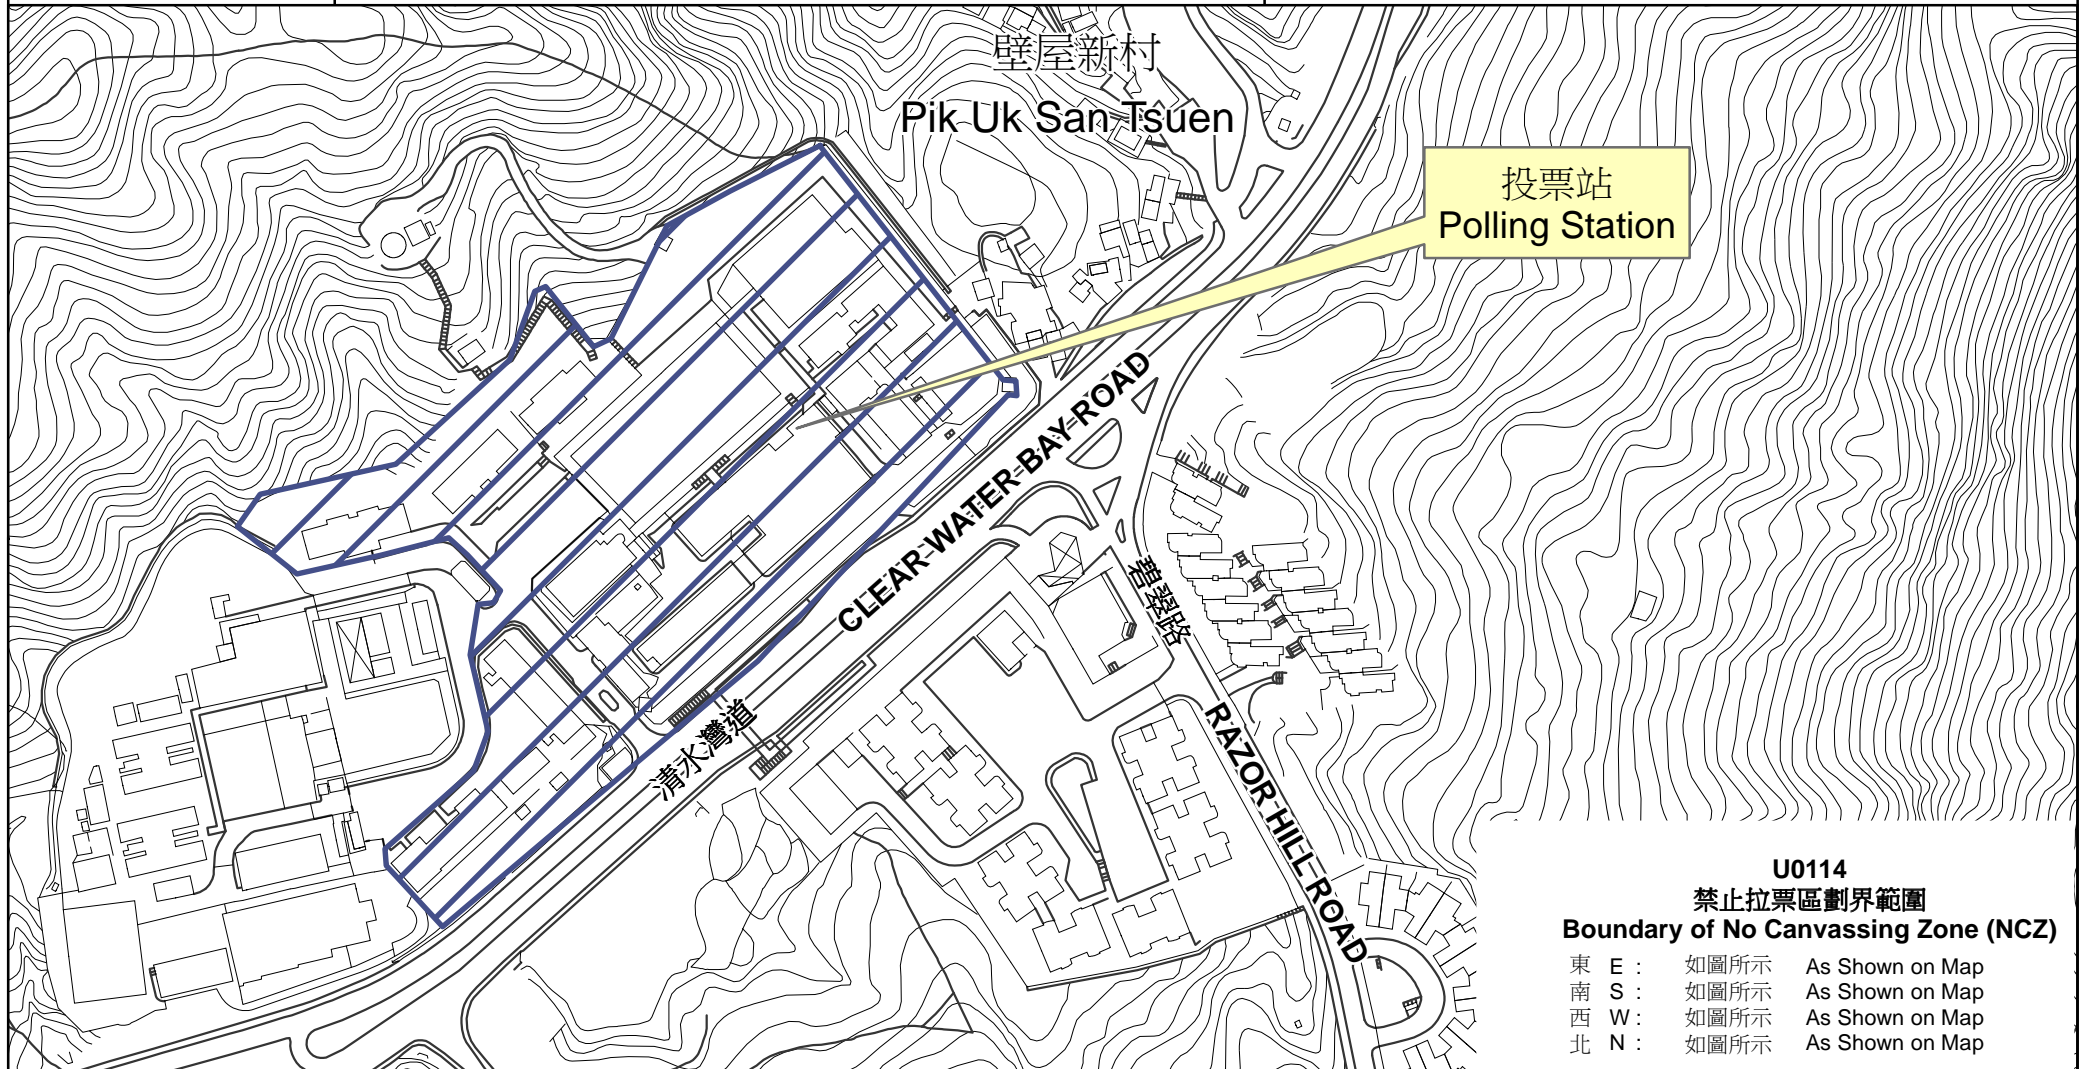 壁屋新村
Pik Uk San Tsuen
投票站
Polling Station
CLEAR WATER BAY ROAD
清水灣道
碧翠路
RAZOR HILL ROAD
U0114
禁止拉票區劃界範圍
Boundary of No Canvassing Zone (NCZ)
東 E : 如圖所示 As Shown on Map
南 S : 如圖所示 As Shown on Map
西 W : 如圖所示 As Shown on Map
北 N : 如圖所示 As Shown on Map